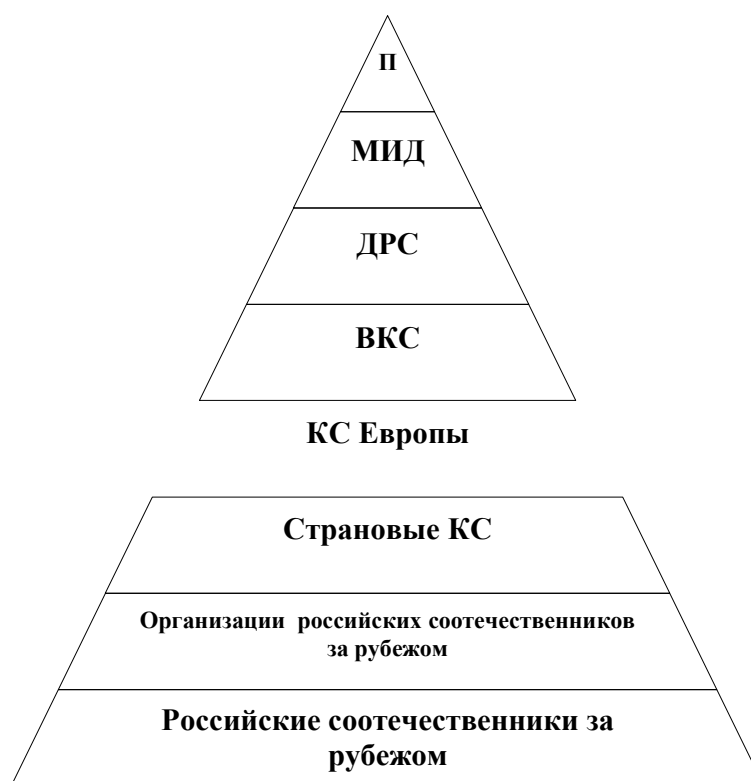 П
МИД
ДРС
ВКС
КС Европы
Страновые КС
Организации российских соотечественников
за рубежом
Российские соотечественники за
рубежом